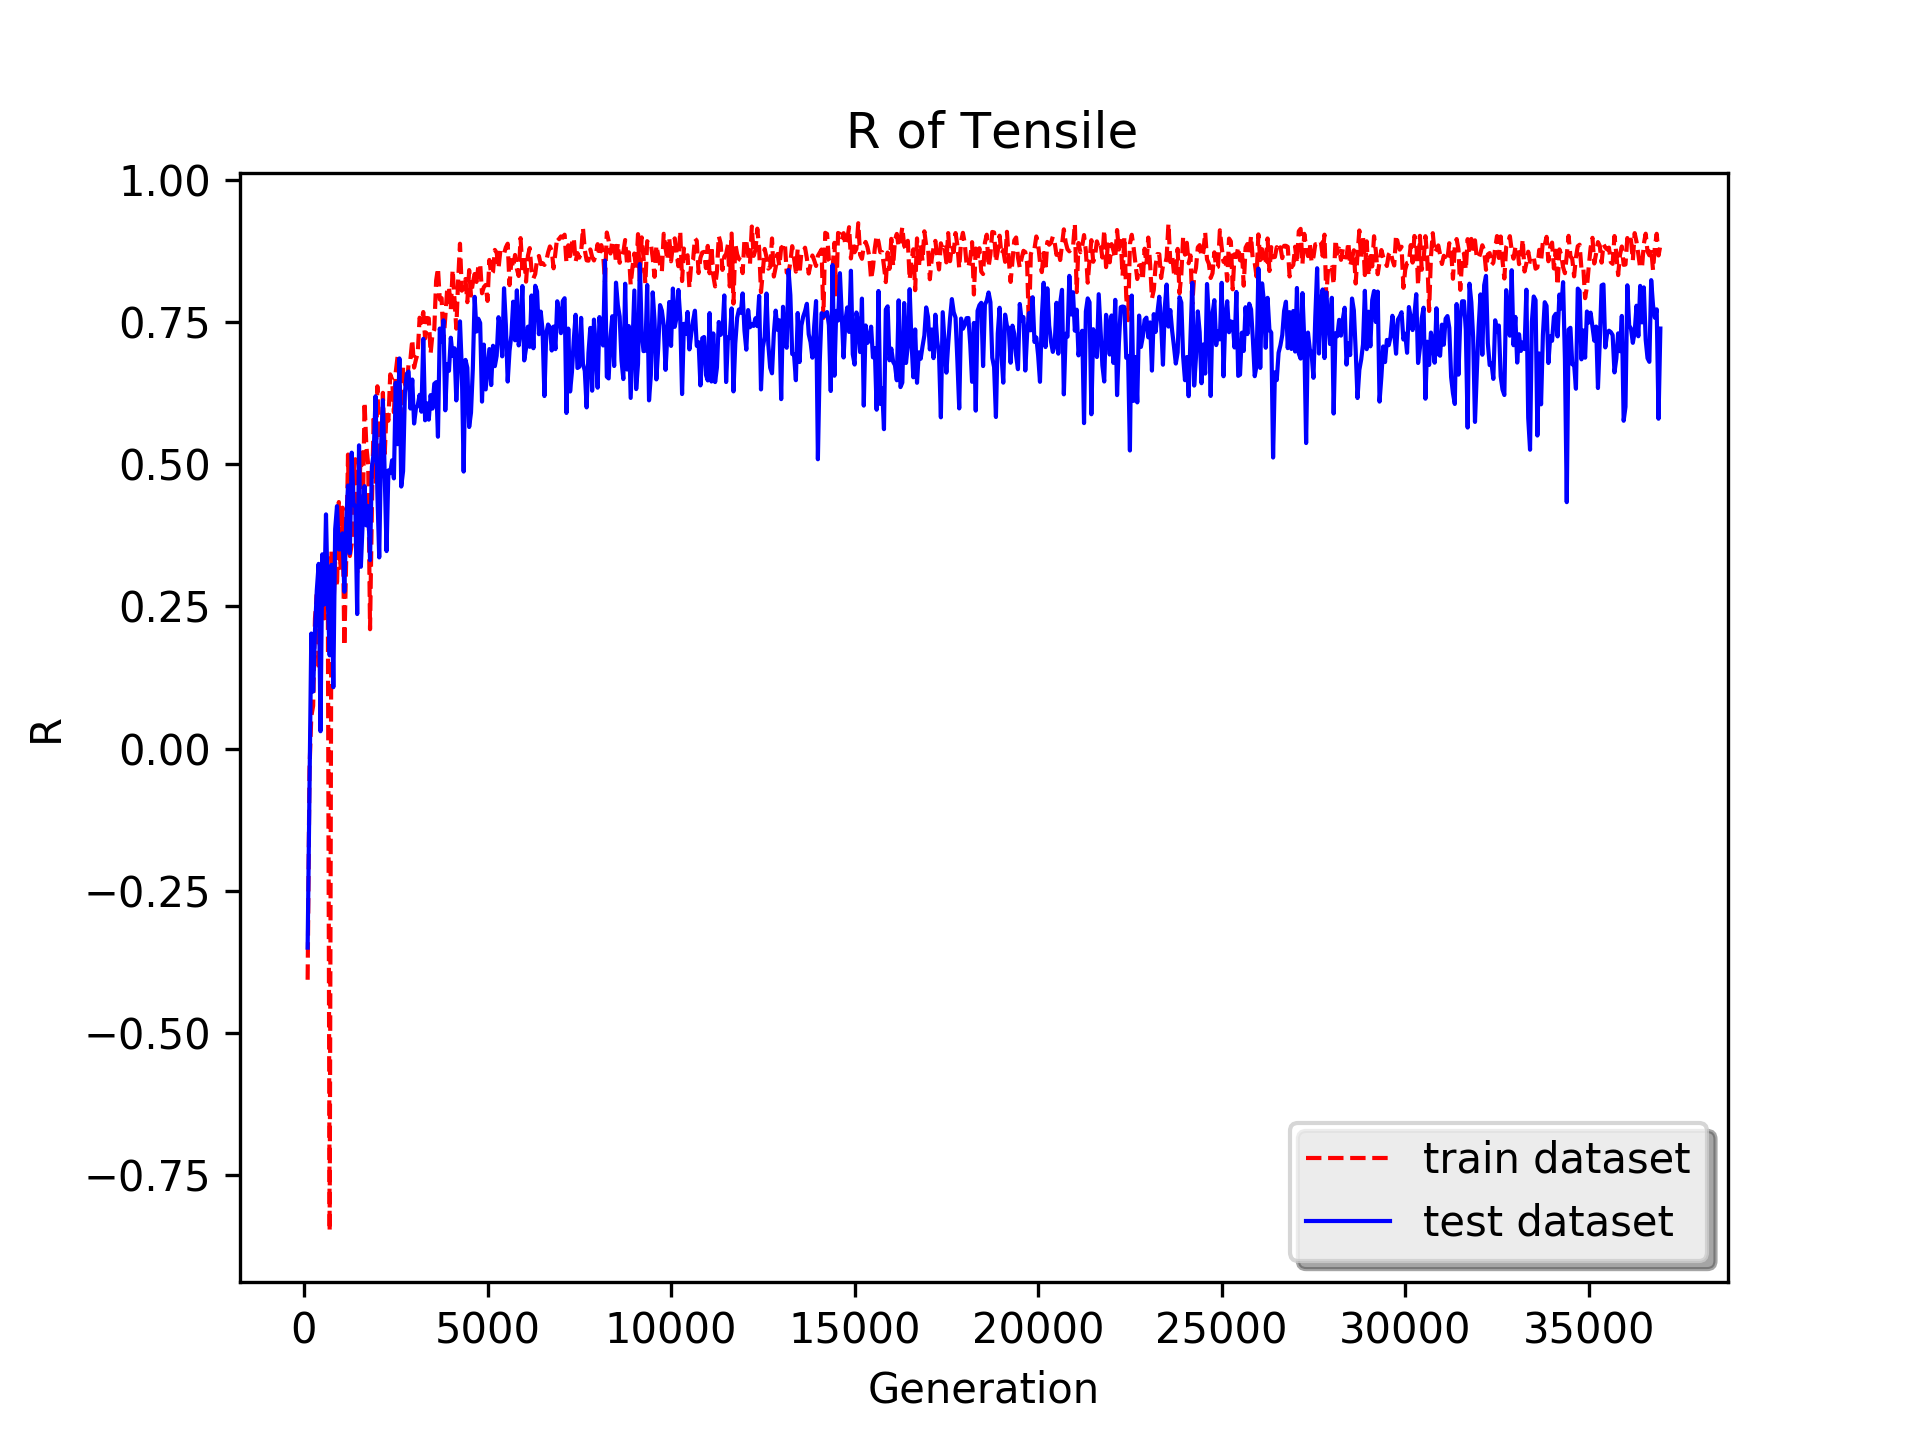 R of Tensile
1.00
0.75
0.50
0.25
0.00
−0.25
−0.50
−0.75
R
0 5000 10000 15000 20000 25000 30000 35000
Generation
train dataset
test dataset